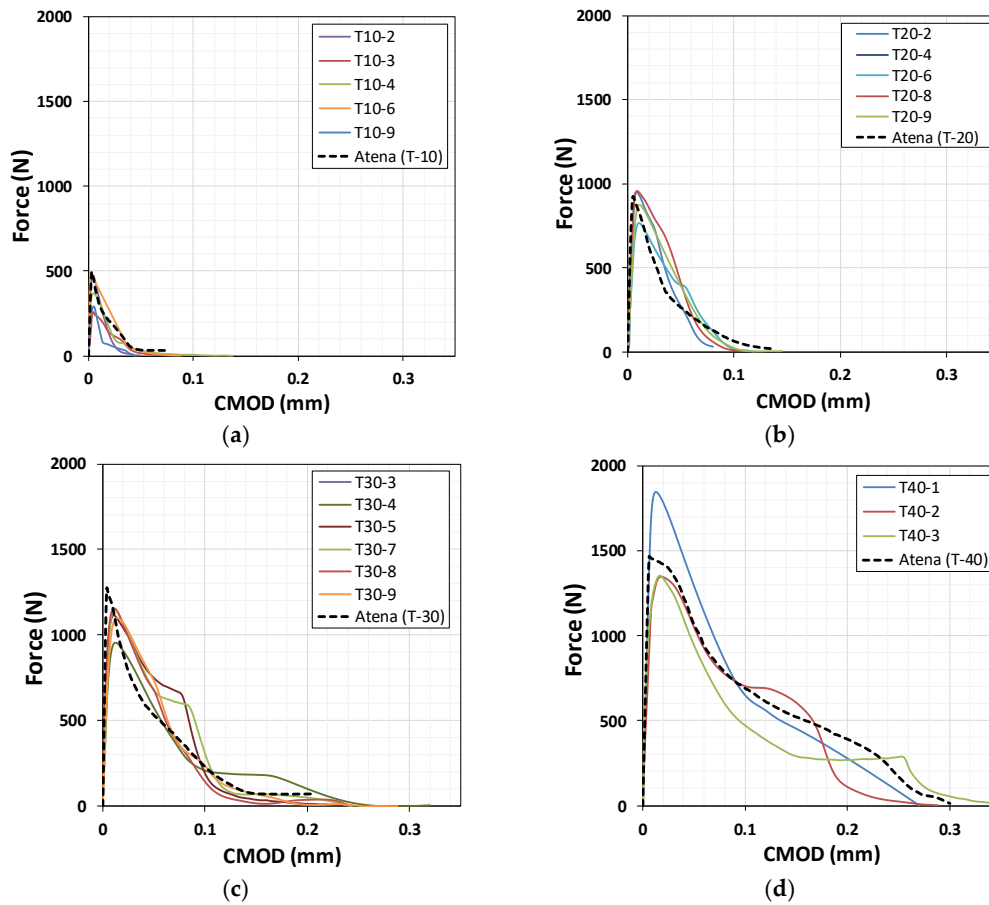 2000
1500
1000
500
0
Force (N)
T10-2
T10-3
T10-4
T10-6
T10-9
Atena (T-10)
0 0.1 0.2 0.3
CMOD (mm)
(a)
2000
1500
1000
500
0
Force (N)
T20-2
T20-4
T20-6
T20-8
T20-9
Atena (T-20)
0 0.1 0.2 0.3
CMOD (mm)
(b)
2000
1500
1000
500
0
Force (N)
T30-3
T30-4
T30-5
T30-7
T30-8
T30-9
Atena (T-30)
0 0.1 0.2 0.3
CMOD (mm)
(c)
2000
1500
1000
500
0
Force (N)
T40-1
T40-2
T40-3
Atena (T-40)
0 0.1 0.2 0.3
CMOD (mm)
(d)